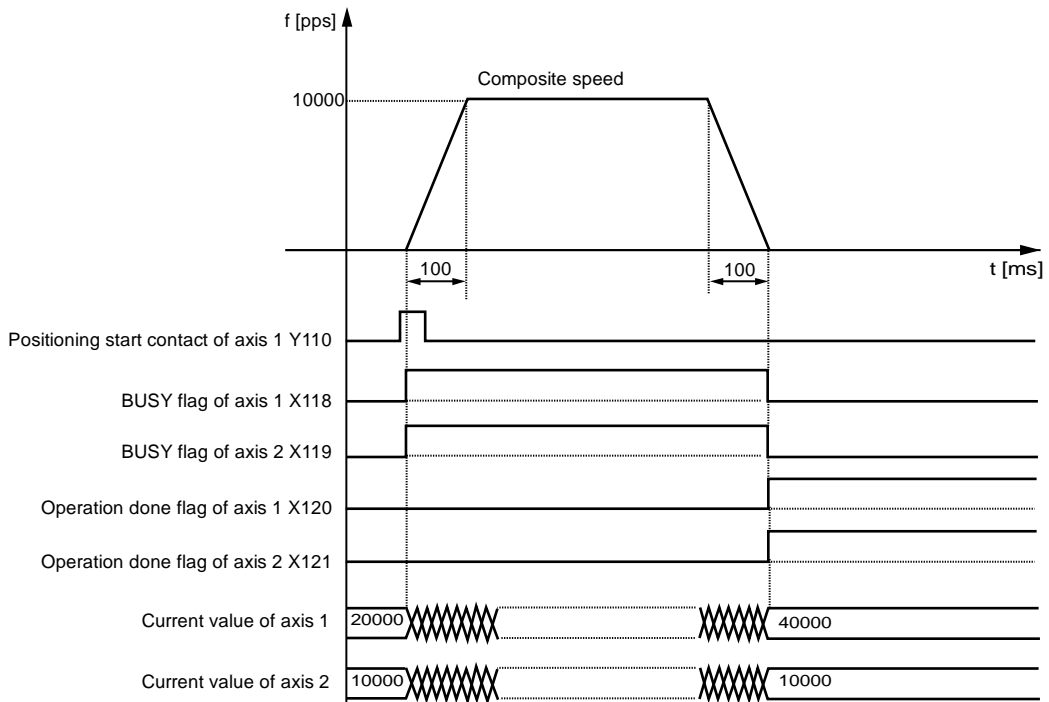 f [pps]
Composite speed
10000
100
100
t [ms]
Positioning start contact of axis 1 Y110
BUSY flag of axis 1 X118
BUSY flag of axis 2 X119
Operation done flag of axis 1 X120
Operation done flag of axis 2 X121
Current value of axis 1 20000 40000
Current value of axis 2 10000 10000